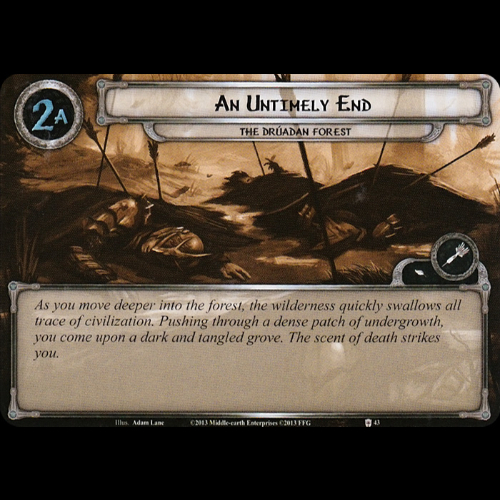 2A
An Untimely End
The Drúadan Forest
As you move deeper into the forest, the wilderness quickly swallows all
trace of civilization. Pushing through a dense patch of undergrowth,
you come upon a dark and tangled grove. The scent of death strikes
you.
Illus. Adam Lane ©2013 Middle-earth Enterprises ©2013 FFG 43